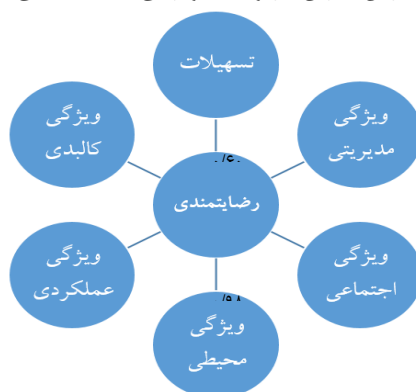 تسهیلات
ویژگی
مدیریتی
ویژگی
کالبدی
رضایتمندی
ویژگی
اجتماعی
ویژگی
عملکردی
ویژگی
محیطی